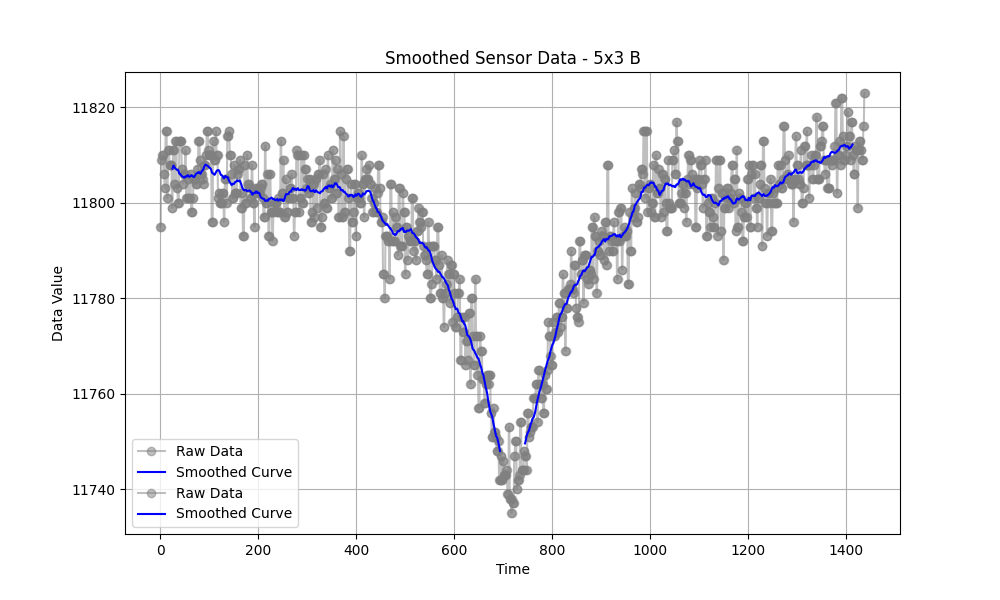 Smoothed Sensor Data - 5x3 B
11820
11800
11780
11760
11740
Data Value
Raw Data
Smoothed Curve
Raw Data
Smoothed Curve
0 200 400 600 800 1000 1200 1400
Time